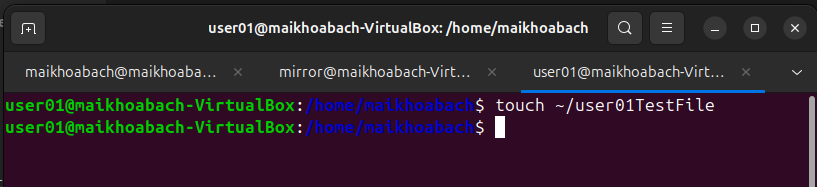 user01@maikhoabach-VirtualBox: /home/maikhoabach
maikhoabach@maikhoaba... mirror@maikhoabach-Virt... user01@maikhoabach-Virt...
user01@maikhoabach-VirtualBox:/home/maikhoabach$ touch ~/user01TestFile
user01@maikhoabach-VirtualBox:/home/maikhoabach$